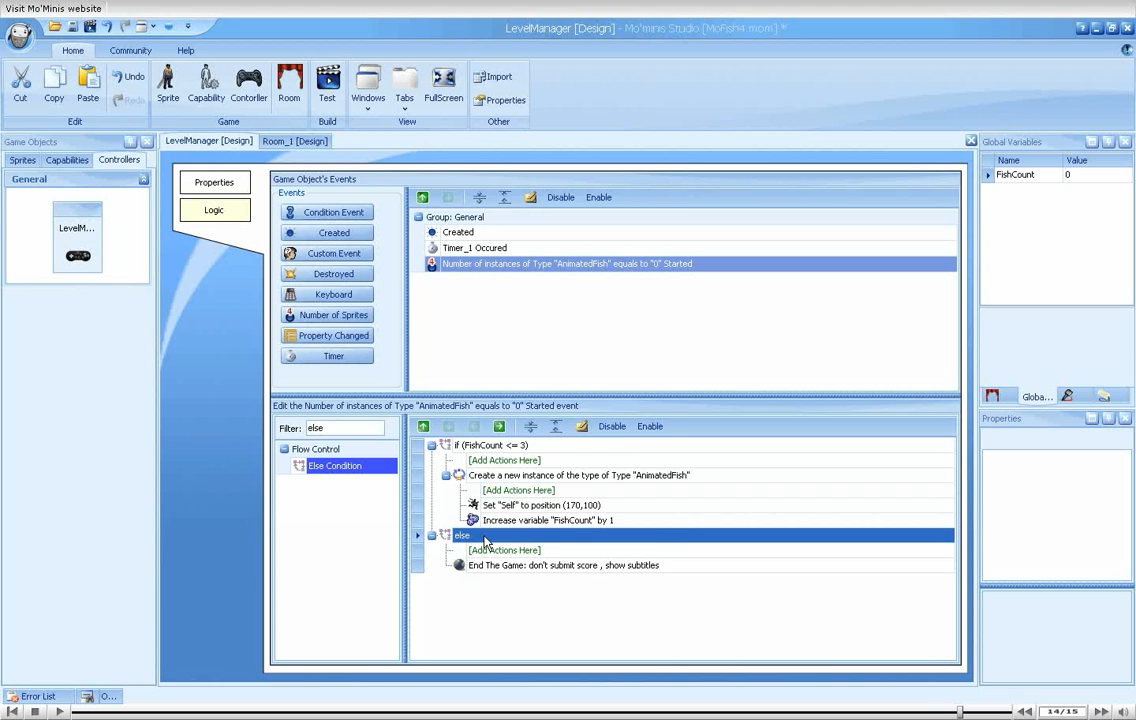 Visit Mo'Minis website
LevelManager [Design] - Mo'minis Studio [MoFish4.mom] *
Home Community Help
Cut Copy Paste Undo Redo
Sprite Capability Contorller Room Test Windows Tabs FullScreen
Import
Properties
Edit Game Build View Other
Game Objects
Sprites Capabilities Controllers
General
LevelM...
LevelManager [Design] Room_1 [Design]
Properties
Logic
Game Object's Events
Events
Condition Event
Created
Custom Event
Destroyed
Keyboard
Number of Sprites
Property Changed
Timer
Disable Enable
Group: General
Created
Timer_1 Occured
Number of instances of Type "AnimatedFish" equals to "0" Started
Edit the Number of instances of Type "AnimatedFish" equals to "0" Started event
Filter: else
Flow Control
Else Condition
Disable Enable
if (FishCount <= 3)
[Add Actions Here]
Create a new instance of the type of Type "AnimatedFish"
[Add Actions Here]
Set "Self" to position (170,100)
Increase variable "FishCount" by 1
else
[Add Actions Here]
End The Game: don't submit score , show subtitles
Global Variables
Name Value
FishCount 0
Globa...
Properties
Error List O...
14/15